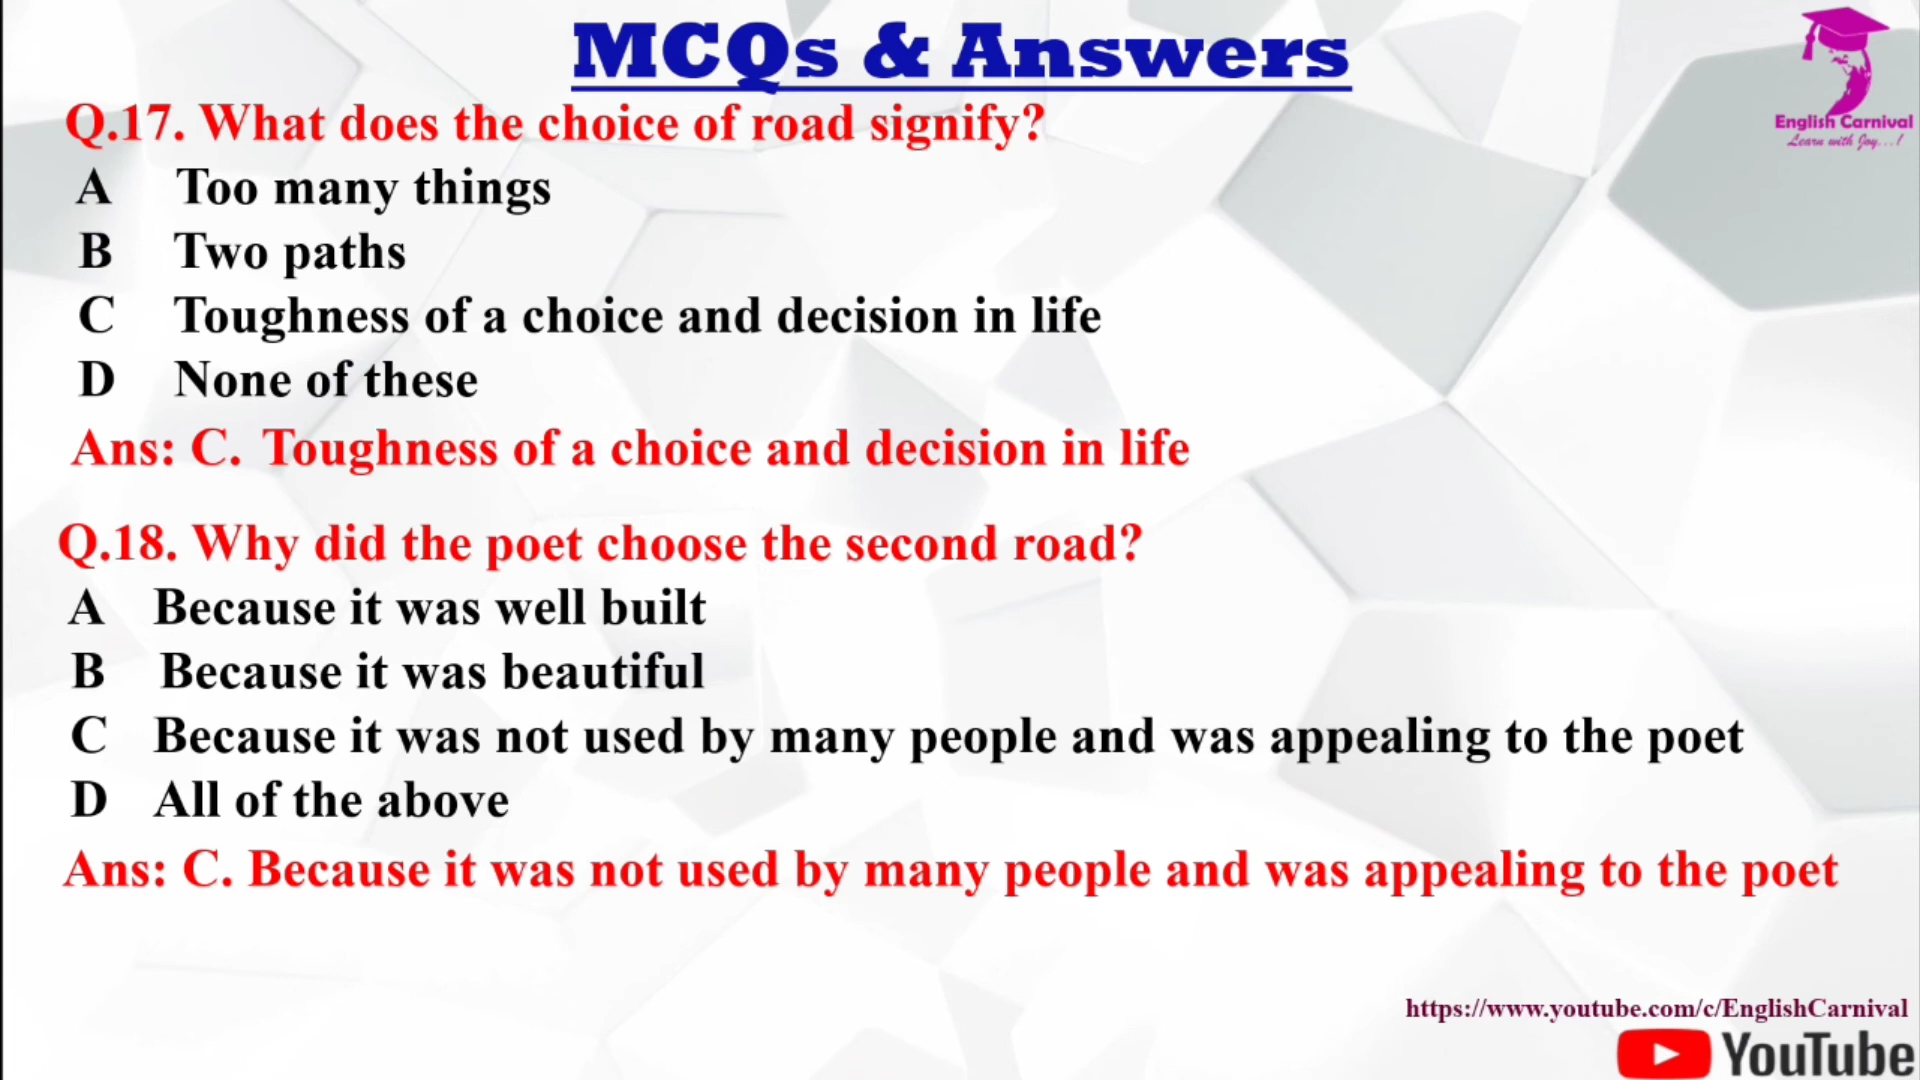 MCQs & Answers
English Carnival
Learn with Joy...!
Q.17. What does the choice of road signify?
A Too many things
B Two paths
C Toughness of a choice and decision in life
D None of these
Ans: C. Toughness of a choice and decision in life
Q.18. Why did the poet choose the second road?
A Because it was well built
B Because it was beautiful
C Because it was not used by many people and was appealing to the poet
D All of the above
Ans: C. Because it was not used by many people and was appealing to the poet
https://www.youtube.com/c/EnglishCarnival
YouTube